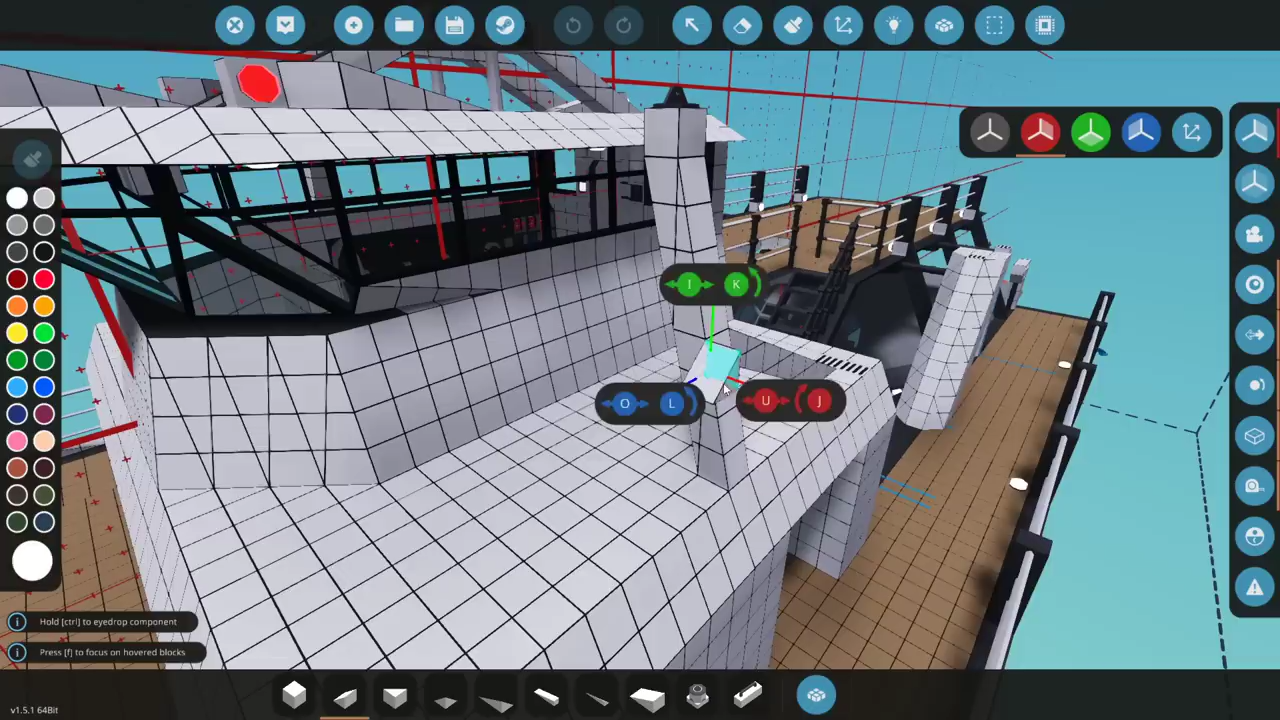 I K
O L
U J
Hold [ctrl] to eyedrop component
Press [f] to focus on hovered blocks
v1.5.1 64Bit